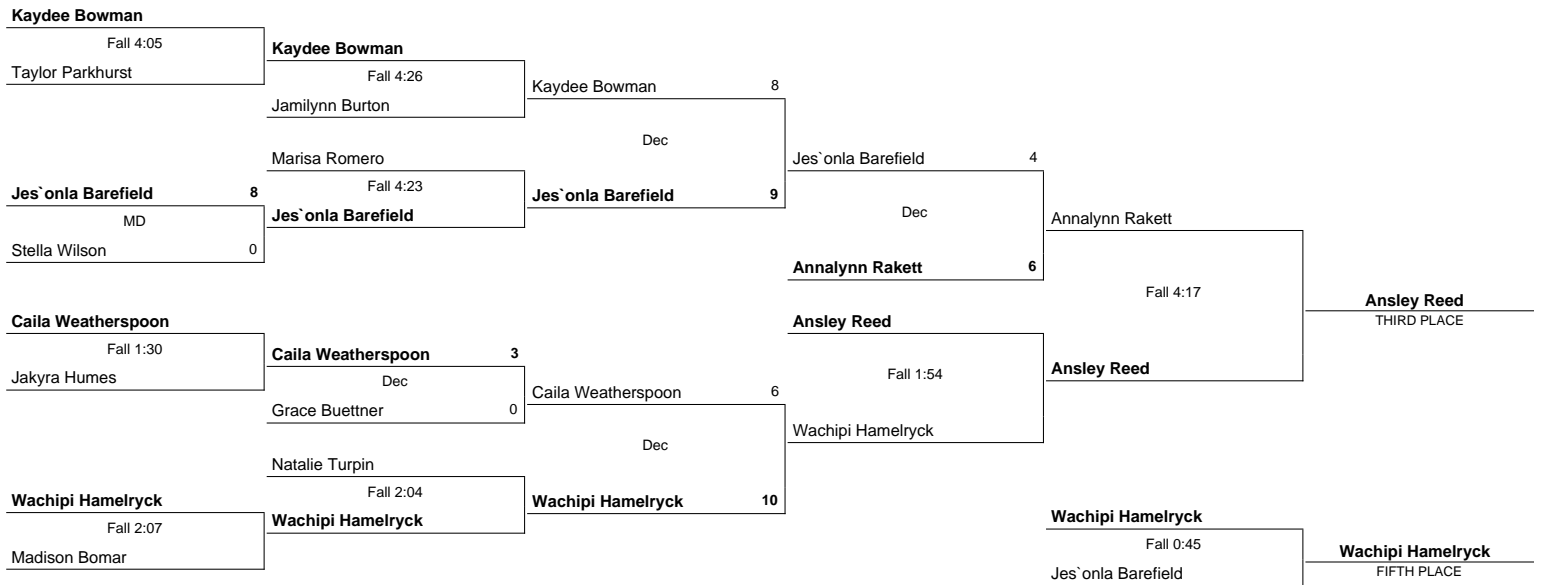 Kaydee Bowman
Fall 4:05
Taylor Parkhurst
Jes`onla Barefield 8
MD
Stella Wilson 0
Caila Weatherspoon
Fall 1:30
Jakyra Humes
Wachipi Hamelryck
Fall 2:07
Madison Bomar
Kaydee Bowman
Fall 4:26
Jamilynn Burton
Marisa Romero
Fall 4:23
Jes`onla Barefield
Caila Weatherspoon 3
Dec
Grace Buettner 0
Natalie Turpin
Fall 2:04
Wachipi Hamelryck
Kaydee Bowman 8
Dec
Jes`onla Barefield 9
Caila Weatherspoon 6
Dec
Wachipi Hamelryck 10
Jes`onla Barefield 4
Dec
Annalynn Rakett 6
Ansley Reed
Fall 1:54
Wachipi Hamelryck
Annalynn Rakett
Fall 4:17
Ansley Reed
Ansley Reed
THIRD PLACE
Wachipi Hamelryck
Fall 0:45
Jes`onla Barefield
Wachipi Hamelryck
FIFTH PLACE